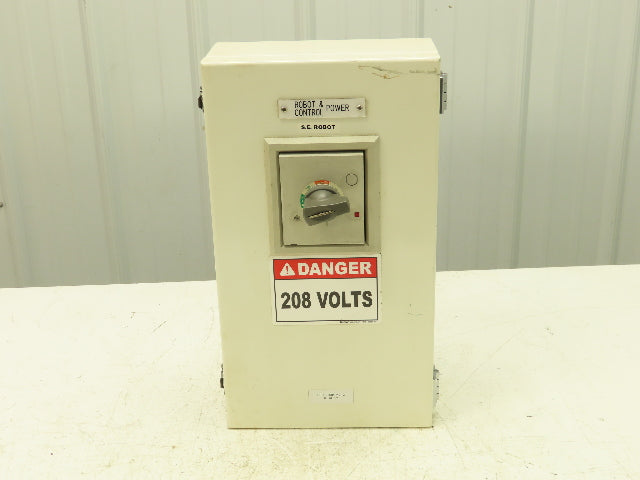 ROBOT & CONTROL POWER
S.E. ROBOT
DANGER
208 VOLTS